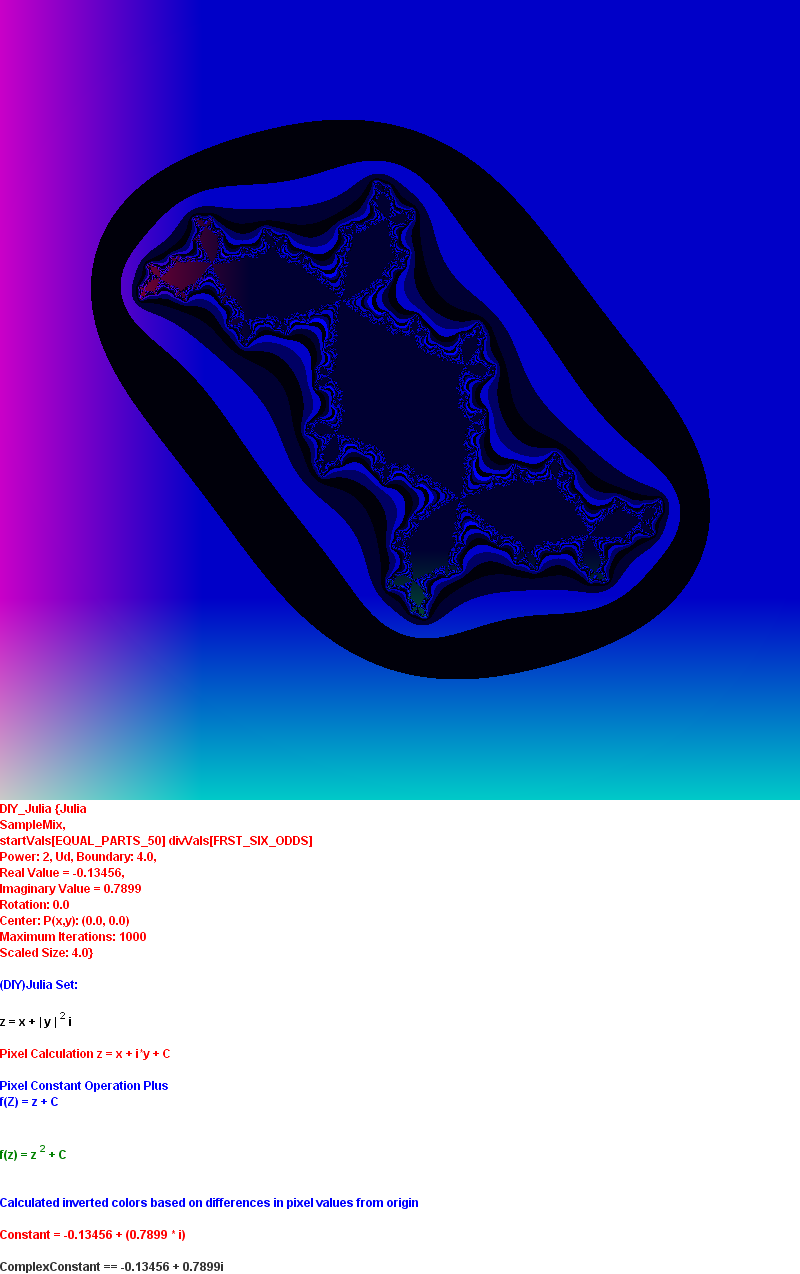 DIY_Julia {Julia
SampleMix,
startVals[EQUAL_PARTS_50] divVals[FRST_SIX_ODDS]
Power: 2, Ud, Boundary: 4.0,
Real Value = -0.13456,
Imaginary Value = 0.7899
Rotation: 0.0
Center: P(x,y): (0.0, 0.0)
Maximum Iterations: 1000
Scaled Size: 4.0}
(DIY)Julia Set:
z = x + | y | 2 i
Pixel Calculation z = x + i*y + C
Pixel Constant Operation Plus
f(Z) = z + C
f(z) = z 2 + C
Calculated inverted colors based on differences in pixel values from origin
Constant = -0.13456 + (0.7899 * i)
ComplexConstant == -0.13456 + 0.7899i